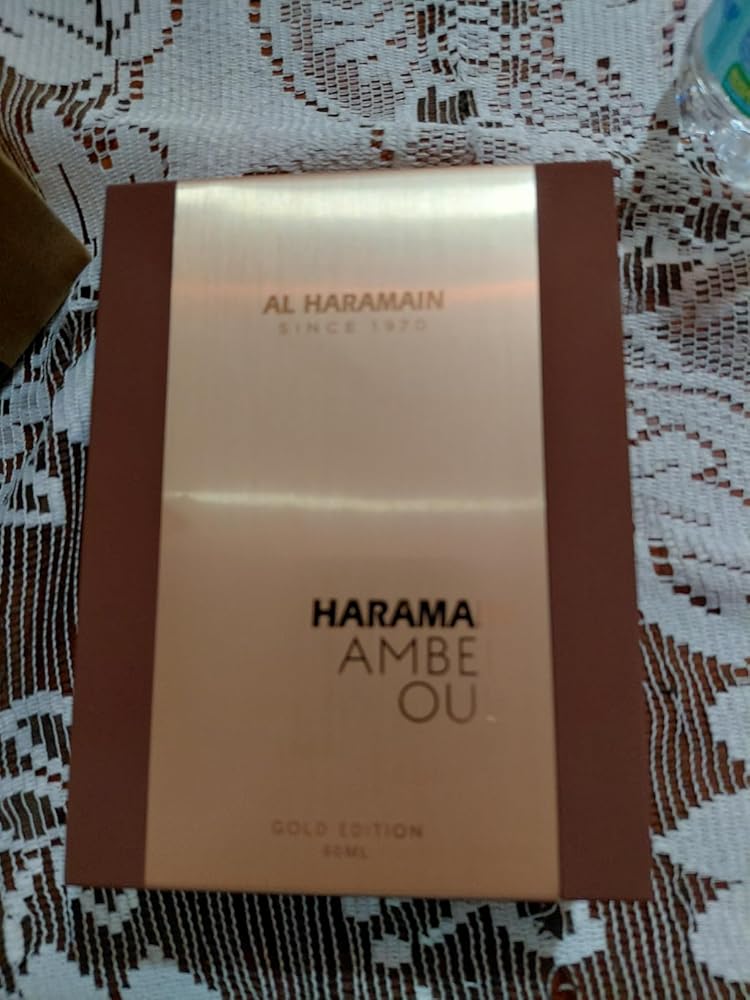 AL HARAMAIN
SINCE 1970
HARAMA
AMBE
OU
GOLD EDITION
60ML